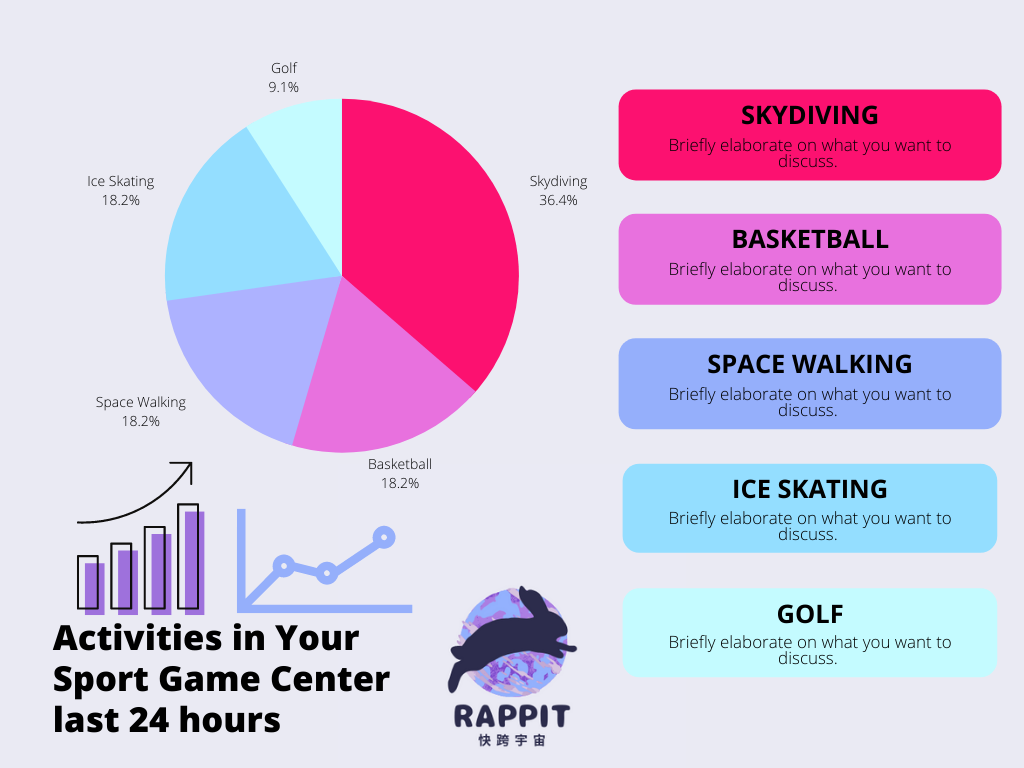 Golf
9.1%
Ice Skating
18.2%
Skydiving
36.4%
Space Walking
18.2%
Basketball
18.2%
SKYDIVING
Briefly elaborate on what you want to
discuss.
BASKETBALL
Briefly elaborate on what you want to
discuss.
SPACE WALKING
Briefly elaborate on what you want to
discuss.
ICE SKATING
Briefly elaborate on what you want to
discuss.
GOLF
Briefly elaborate on what you want to
discuss.
Activities in Your
Sport Game Center
last 24 hours
RAPPIT
快跨宇宙